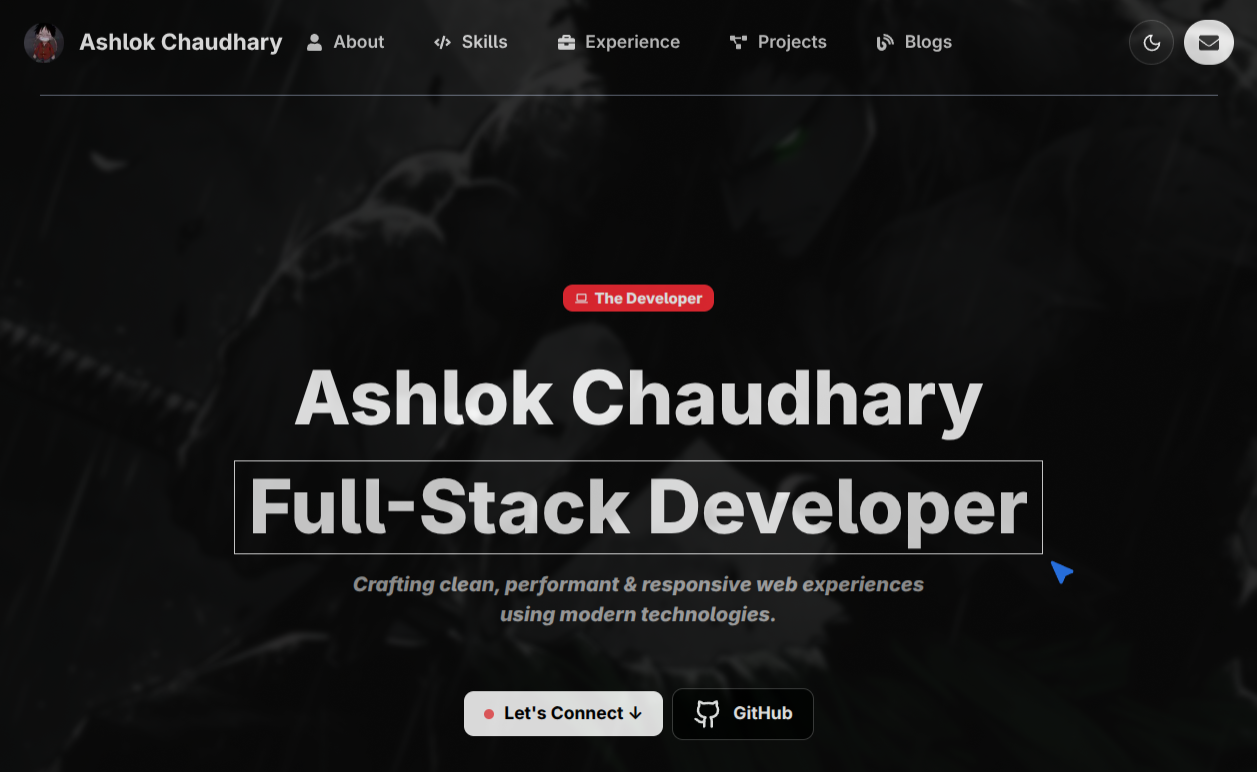 Ashlok Chaudhary About Skills Experience Projects Blogs
The Developer
Ashlok Chaudhary
Full-Stack Developer
Crafting clean, performant & responsive web experiences
using modern technologies.
Let's Connect ↓ GitHub